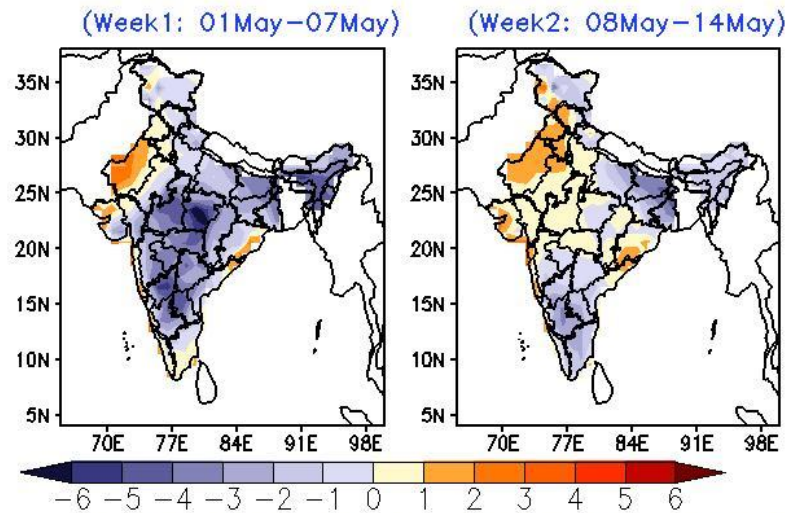 (Week1: 01May−07May)
(Week2: 08May−14May)
35N
30N
25N
20N
15N
10N
5N
70E 77E 84E 91E 98E
35N
30N
25N
20N
15N
10N
5N
70E 77E 84E 91E 98E
−6 −5 −4 −3 −2 −1 0 1 2 3 4 5 6